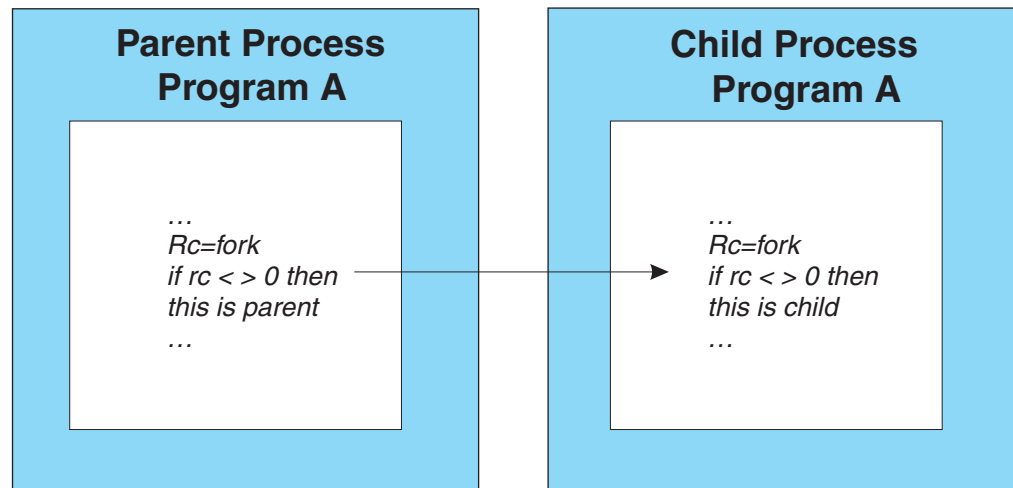 Parent Process
Program A
...
Rc=fork
if rc < > 0 then
this is parent
...
Child Process
Program A
...
Rc=fork
if rc < > 0 then
this is child
...